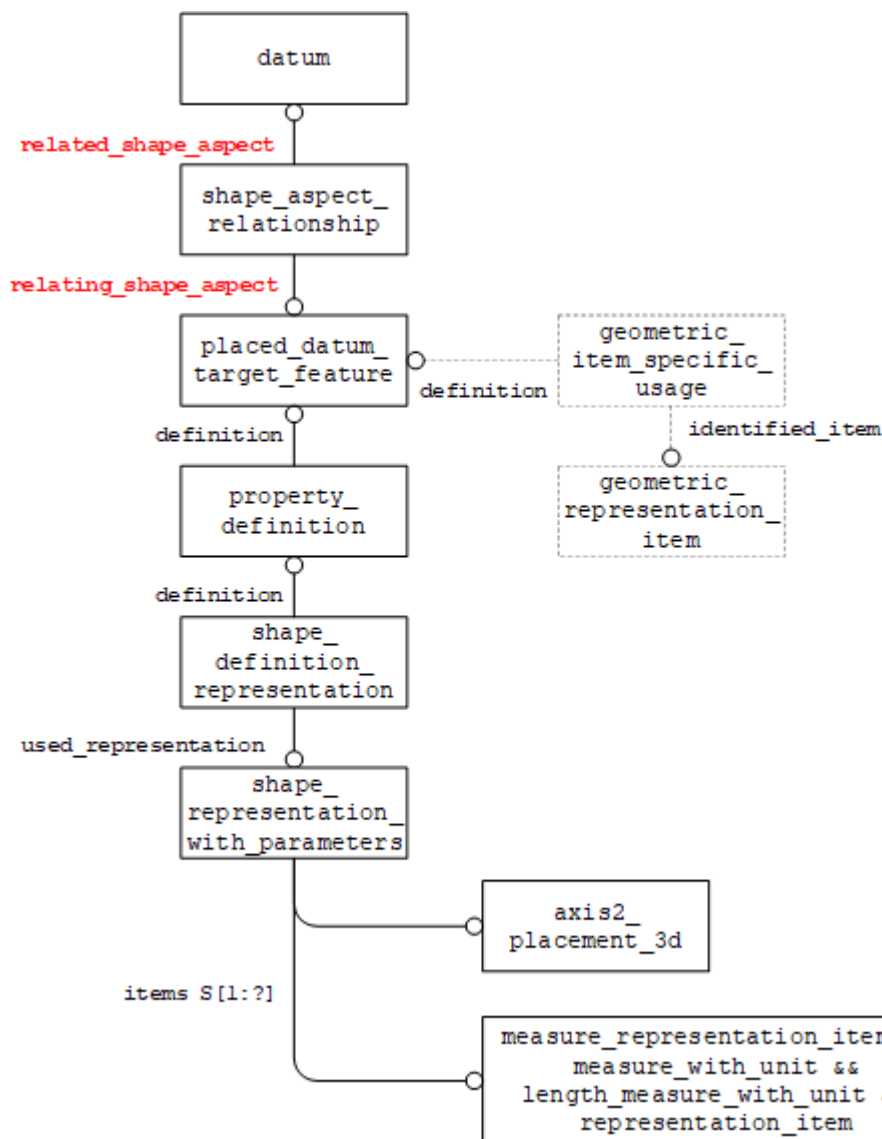 datum
related_shape_aspect
shape_aspect_
relationship
relating_shape_aspect
placed_datum_
target_feature
geometric_
item_specific_
usage
definition
definition
identified_item
property_
definition
geometric_
representation_
item
definition
shape_
definition_
representation
used_representation
shape_
representation_
with_parameters
axis2_
placement_3d
items S[1:?]
measure_representation_item
measure_with_unit &&
length_measure_with_unit
representation_item